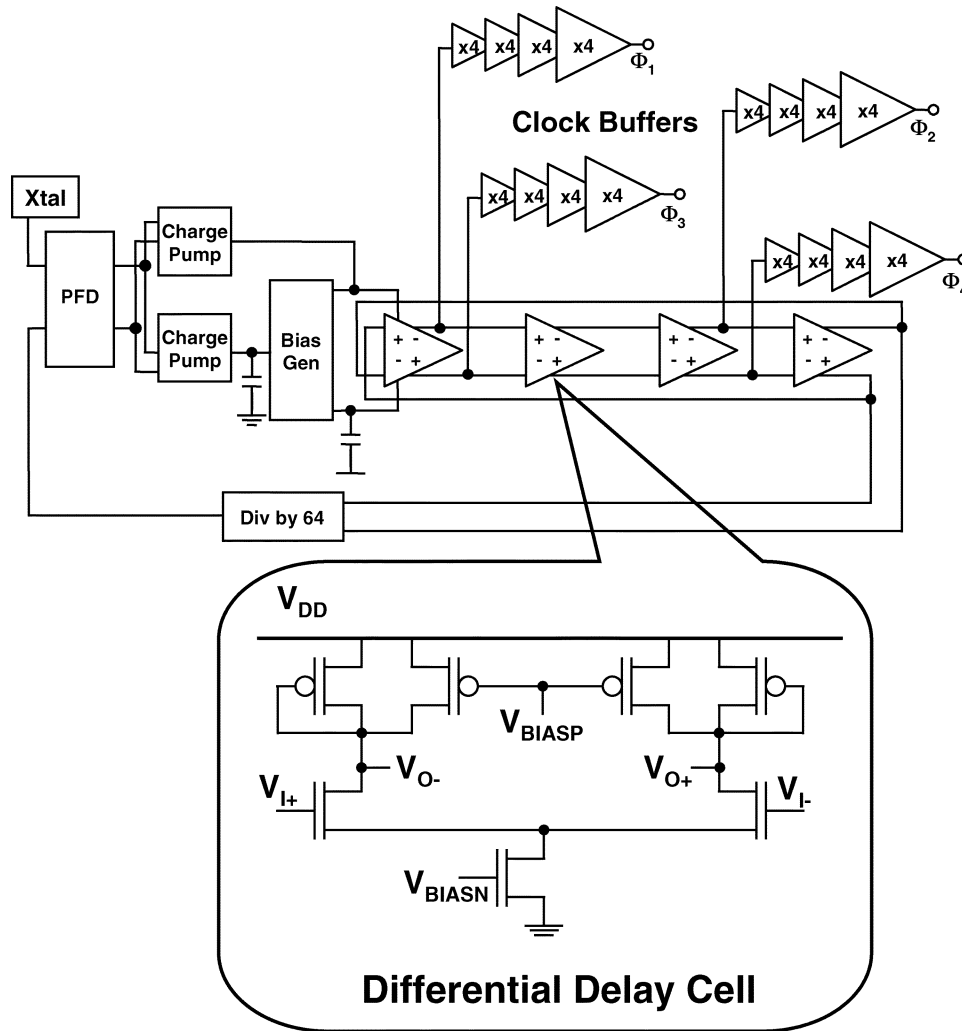 x4 x4 x4 x4
Φ1
Clock Buffers
x4 x4 x4 x4
Φ2
x4 x4 x4 x4
Φ3
x4 x4 x4 x4
Xtal
PFD
Charge
Pump
Charge
Pump
Bias
Gen
+ -
- +
+ -
- +
+ -
- +
+ -
- +
Div by 64
VDD
VBIASP
VO-
VO+
VI+
VI-
VBIASN
Differential Delay Cell